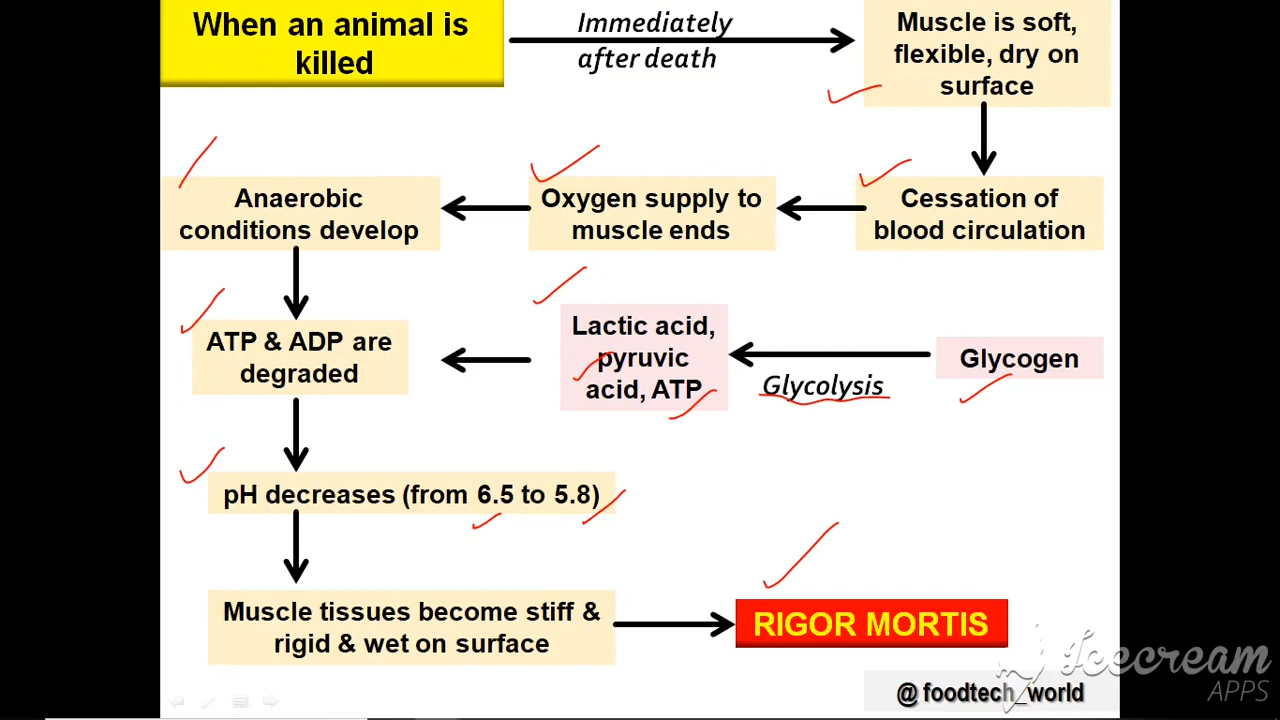 When an animal is
killed
Immediately
after death
Muscle is soft,
flexible, dry on
surface
Cessation of
blood circulation
Oxygen supply to
muscle ends
Anaerobic
conditions develop
ATP & ADP are
degraded
Lactic acid,
pyruvic
acid, ATP
Glycolysis
Glycogen
pH decreases (from 6.5 to 5.8)
Muscle tissues become stiff &
rigid & wet on surface
RIGOR MORTIS
@ foodtech_world
Icecream
APPS